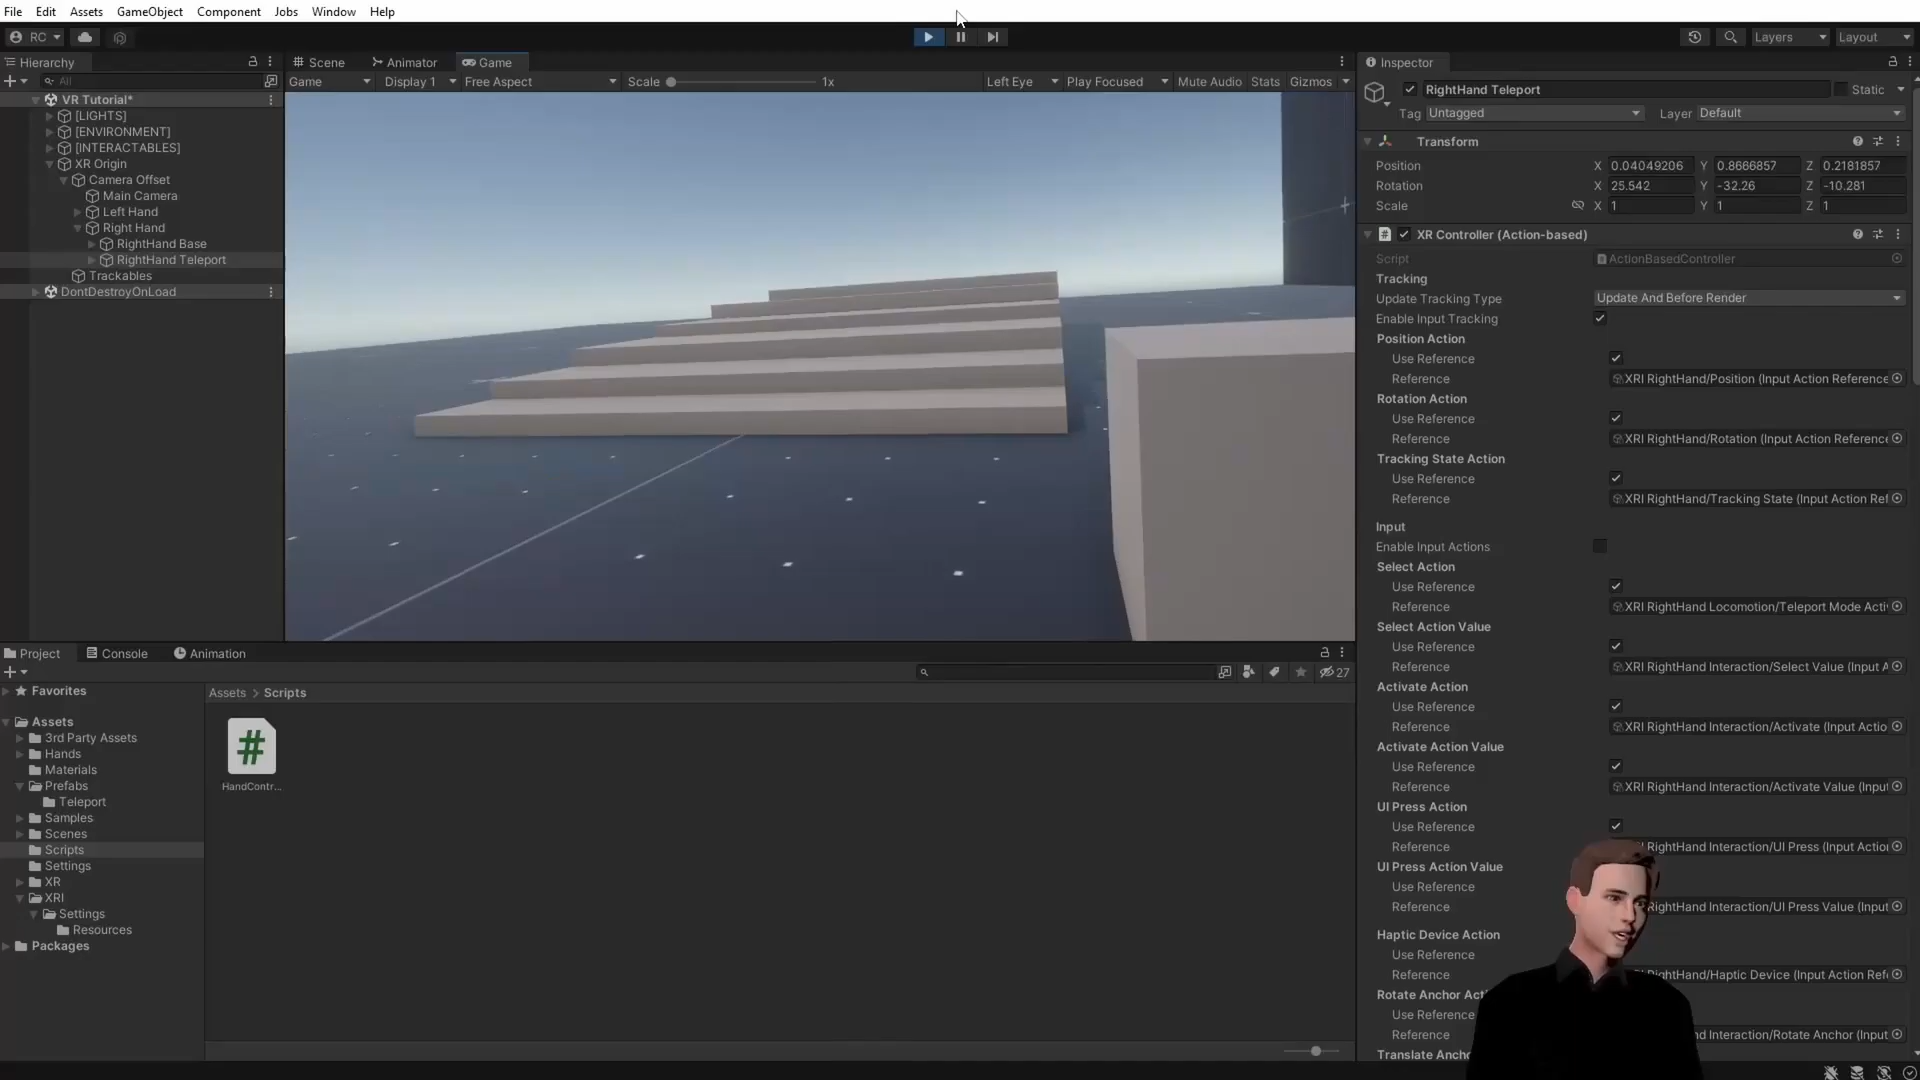 File Edit Assets GameObject Component Jobs Window Help
RC Layers Layout
Hierarchy
All
VR Tutorial*
[LIGHTS]
[ENVIRONMENT]
[INTERACTABLES]
XR Origin
Camera Offset
Main Camera
Left Hand
Right Hand
RightHand Base
RightHand Teleport
Trackables
DontDestroyOnLoad
Scene Animator Game
Game Display 1 Free Aspect Scale 1x Left Eye Play Focused Mute Audio Stats Gizmos
Inspector
RightHand Teleport Static
Tag Untagged Layer Default
Transform
Position X 0.04049206 Y 0.8666857 Z 0.2181857
Rotation X 25.542 Y -32.26 Z -10.281
Scale X 1 Y 1 Z 1
# XR Controller (Action-based)
Script ActionBasedController
Tracking
Update Tracking Type Update And Before Render
Enable Input Tracking
Position Action
Use Reference
Reference XRI RightHand/Position (Input Action Reference
Rotation Action
Use Reference
Reference XRI RightHand/Rotation (Input Action Reference
Tracking State Action
Use Reference
Reference XRI RightHand/Tracking State (Input Action Ref
Input
Enable Input Actions
Select Action
Use Reference
Reference XRI RightHand Locomotion/Teleport Mode Acti
Select Action Value
Use Reference
Reference XRI RightHand Interaction/Select Value (Input A
Activate Action
Use Reference
Reference XRI RightHand Interaction/Activate (Input Actio
Activate Action Value
Use Reference
Reference XRI RightHand Interaction/Activate Value (Input
UI Press Action
Use Reference
Reference RightHand Interaction/UI Press (Input Action
UI Press Action Value
Use Reference
Reference RightHand Interaction/UI Press Value (Input
Haptic Device Action
Use Reference
Reference RightHand/Haptic Device (Input Action Refe
Rotate Anchor Acti
Use Reference
Reference nd Interaction/Rotate Anchor (Input
Translate Ancho
Project Console Animation
27
Favorites
Assets
3rd Party Assets
Hands
Materials
Prefabs
Teleport
Samples
Scenes
Scripts
Settings
XR
XRI
Settings
Resources
Packages
Assets > Scripts
#
HandContr...